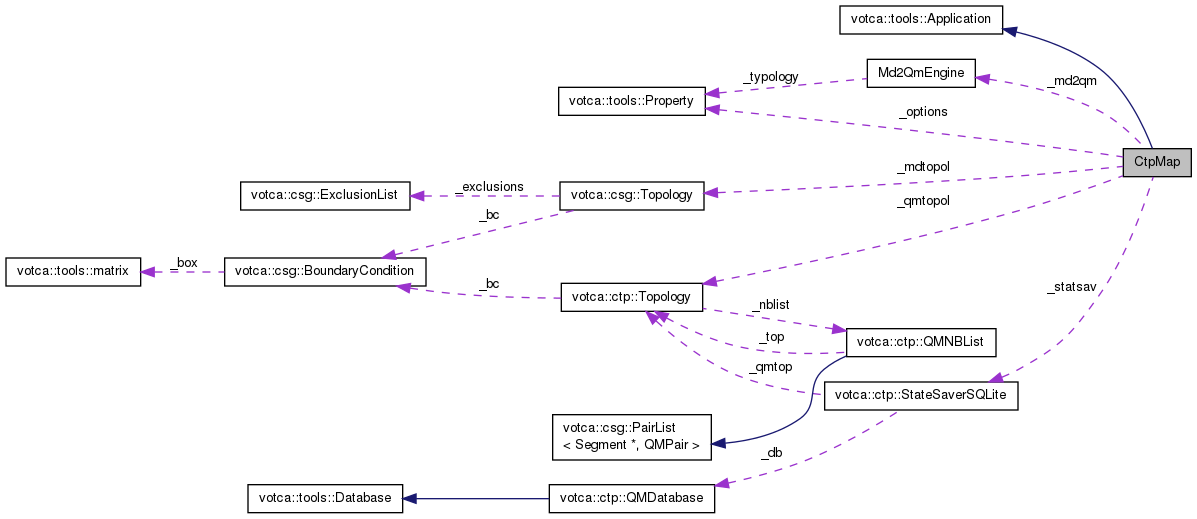 votca::tools::Application
Md2QmEngine
_md2qm
_typology
votca::tools::Property
_options
CtpMap
_mdtopol
_exclusions
votca::csg::ExclusionList
votca::csg::Topology
_qmtopol
_bc
_box
votca::tools::matrix
votca::csg::BoundaryCondition
_bc
votca::ctp::Topology
_statsav
_nblist
_top
votca::ctp::QMNBList
_qmtop
votca::ctp::StateSaverSQLite
votca::csg::PairList
< Segment *, QMPair >
_db
votca::tools::Database
votca::ctp::QMDatabase